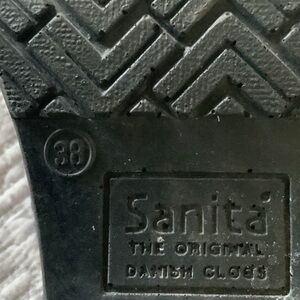 38
Sanita
THE ORIGINAL
DANISH CLOGS